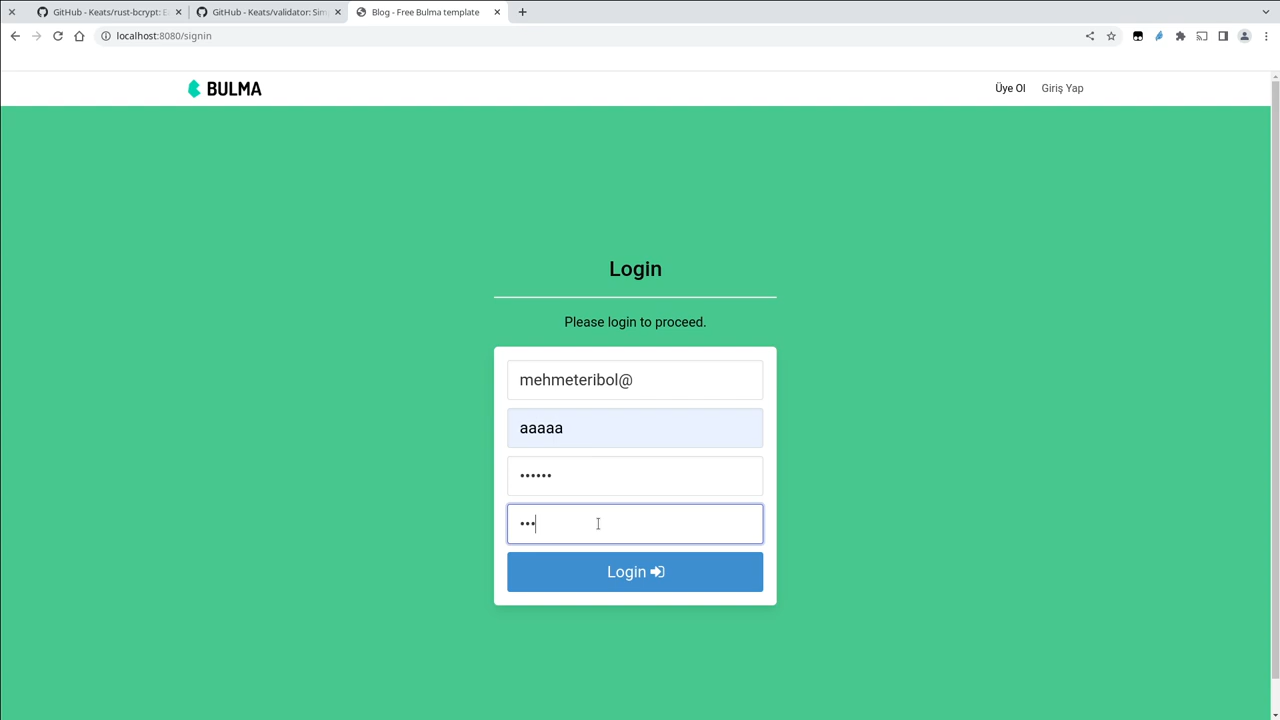 GitHub - Keats/rust-bcrypt: E
GitHub - Keats/validator: Sim
Blog - Free Bulma template
localhost:8080/signin
BULMA
Üye Ol
Giriş Yap
Login
Please login to proceed.
mehmeteribol@
aaaaa
••••••
•••
Login